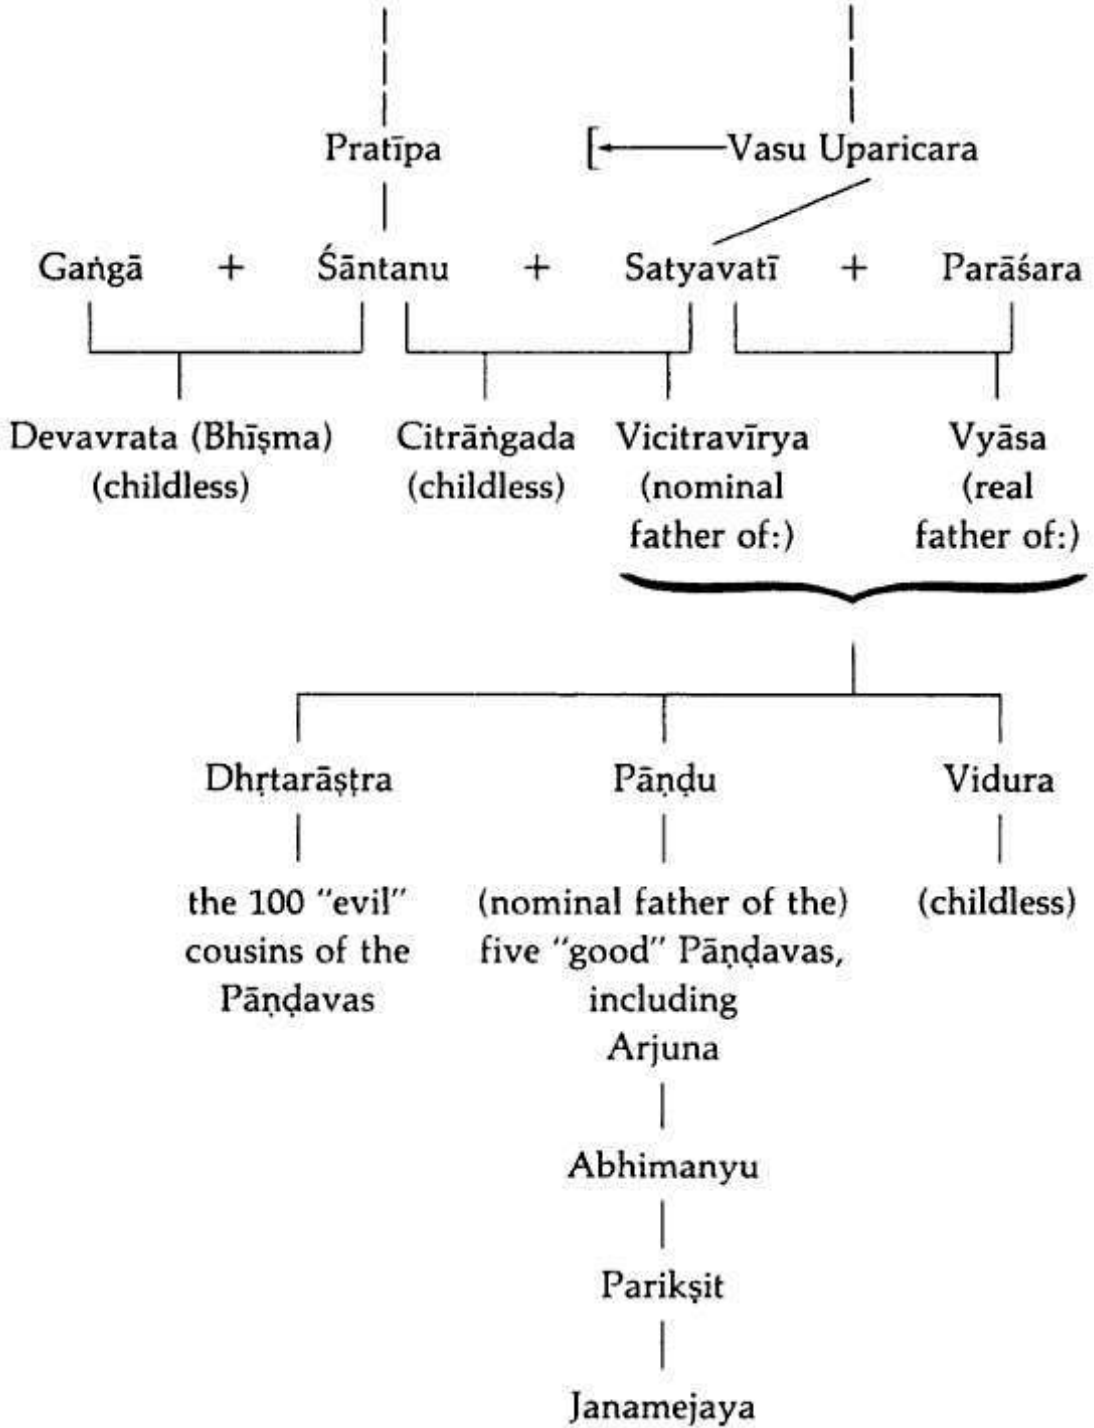 Pratīpa
Vasu Uparicara
Gaṅgā + Śāntanu + Satyavatī + Parāśara
Devavrata (Bhīṣma) Citrāṅgada Vicitravīrya Vyāsa
(childless) (childless) (nominal (real
father of:) father of:)
Dhṛtarāṣṭra Pāṇḍu Vidura
the 100 "evil" (nominal father of the) (childless)
cousins of the five "good" Pāṇḍavas,
Pāṇḍavas including
Arjuna
Abhimanyu
Parikṣit
Janamejaya